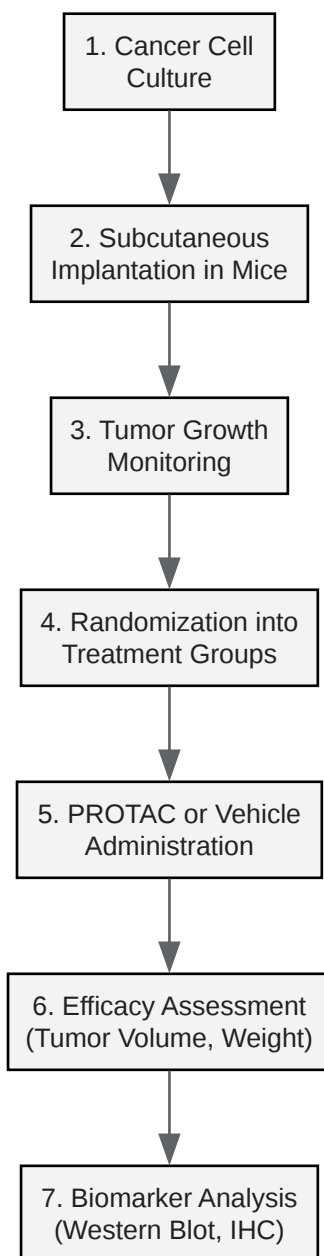 1. Cancer Cell
Culture
2. Subcutaneous
Implantation in Mice
3. Tumor Growth
Monitoring
4. Randomization into
Treatment Groups
5. PROTAC or Vehicle
Administration
6. Efficacy Assessment
(Tumor Volume, Weight)
7. Biomarker Analysis
(Western Blot, IHC)